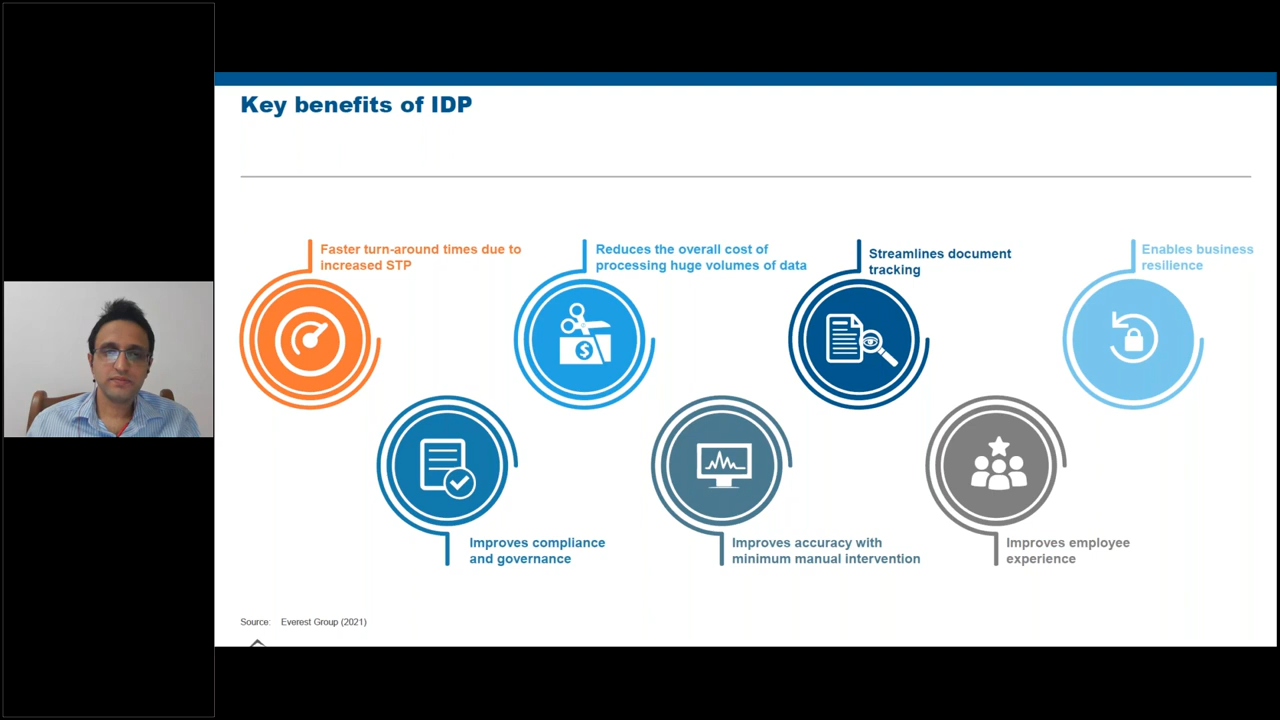 Key benefits of IDP
Faster turn-around times due to
increased STP
Reduces the overall cost of
processing huge volumes of data
Streamlines document
tracking
Enables business
resilience
$
Improves compliance
and governance
Improves accuracy with
minimum manual intervention
Improves employee
experience
Source: Everest Group (2021)